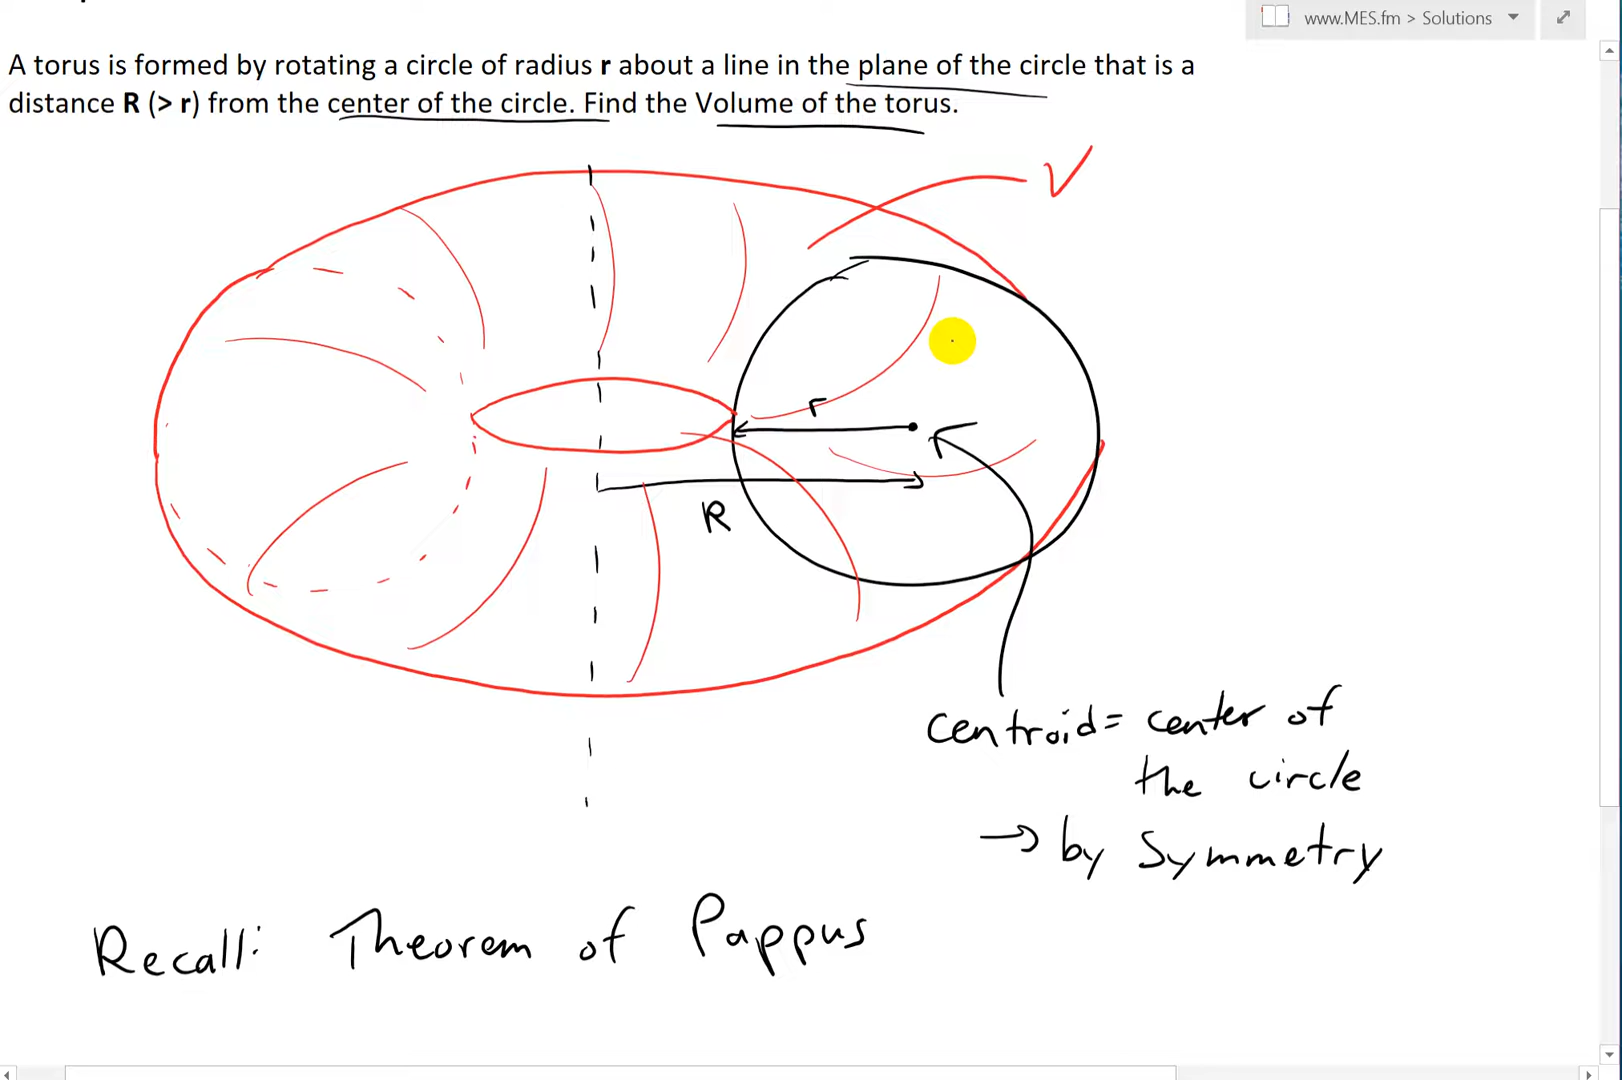 www.MES.fm > Solutions
A torus is formed by rotating a circle of radius r about a line in the plane of the circle that is a
distance R (> r) from the center of the circle. Find the Volume of the torus.
V
r
R
centroid = center of
the circle
→ by symmetry
Recall: Theorem of Pappus